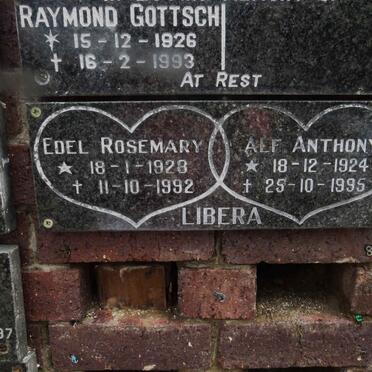 RAYMOND GOTTSCH
★ 15-12-1926
✝ 16-2-1993
AT REST
EDEL ROSEMARY
★ 18-1-1928
✝ 11-10-1992
ALF ANTHONY
★ 18-12-1924
✝ 25-10-1995
LIBERA